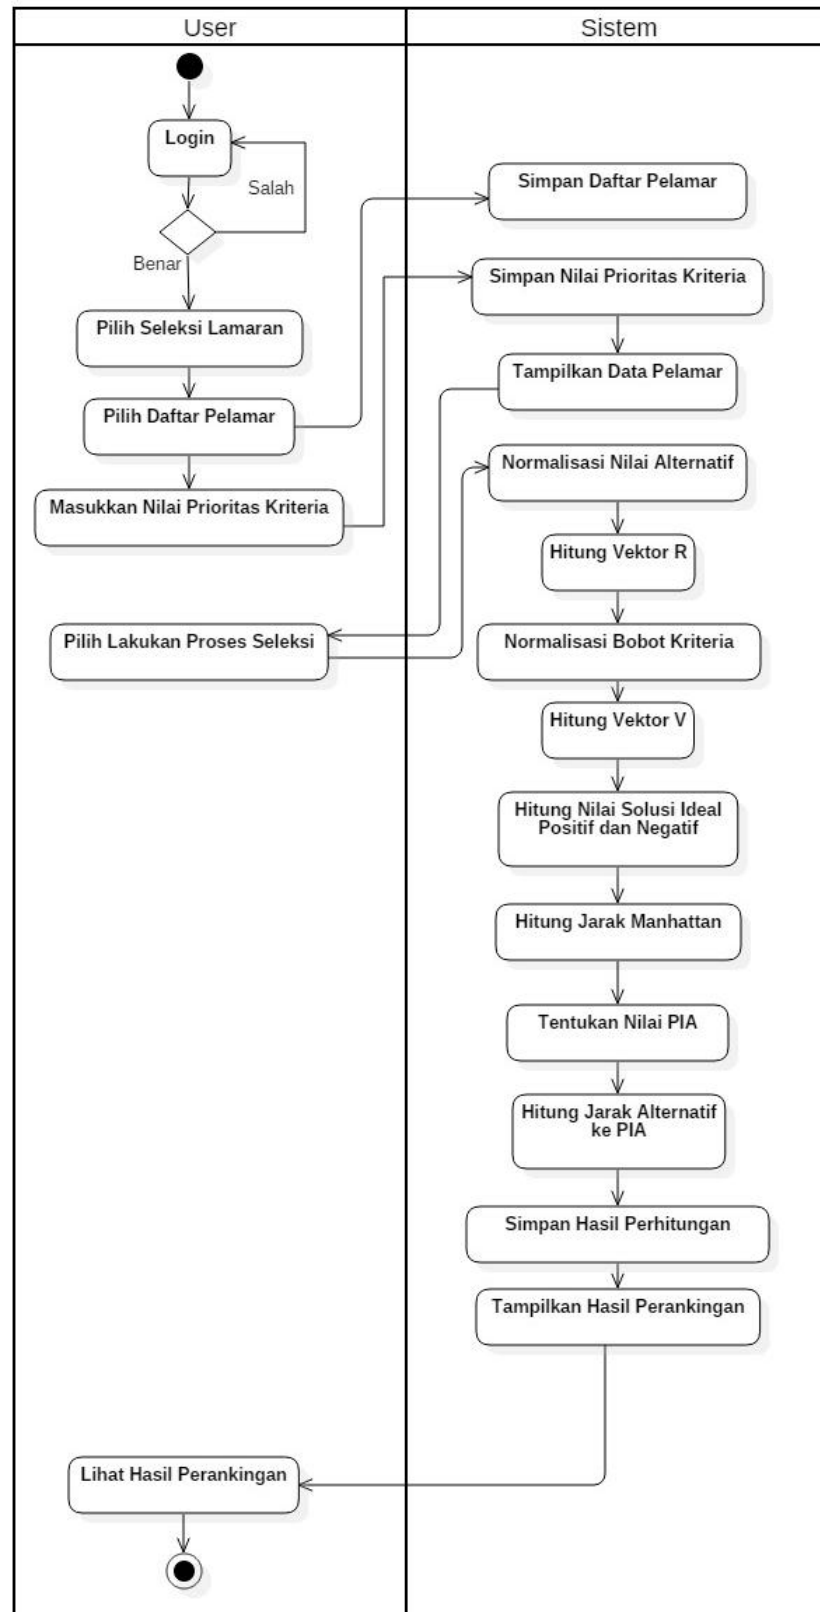 User
Sistem
Login
Salah
Benar
Pilih Seleksi Lamaran
Pilih Daftar Pelamar
Masukkan Nilai Prioritas Kriteria
Simpan Daftar Pelamar
Simpan Nilai Prioritas Kriteria
Tampilkan Data Pelamar
Pilih Lakukan Proses Seleksi
Normalisasi Nilai Alternatif
Hitung Vektor R
Normalisasi Bobot Kriteria
Hitung Vektor V
Hitung Nilai Solusi Ideal
Positif dan Negatif
Hitung Jarak Manhattan
Tentukan Nilai PIA
Hitung Jarak Alternatif
ke PIA
Simpan Hasil Perhitungan
Tampilkan Hasil Perankingan
Lihat Hasil Perankingan